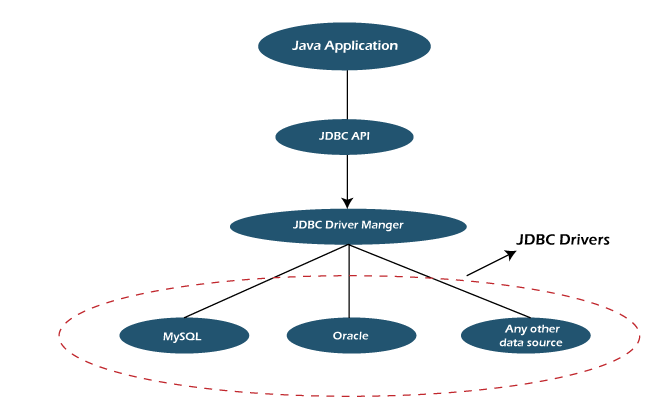 Java Application
JDBC API
JDBC Driver Manger
JDBC Drivers
MySQL
Oracle
Any other
data source